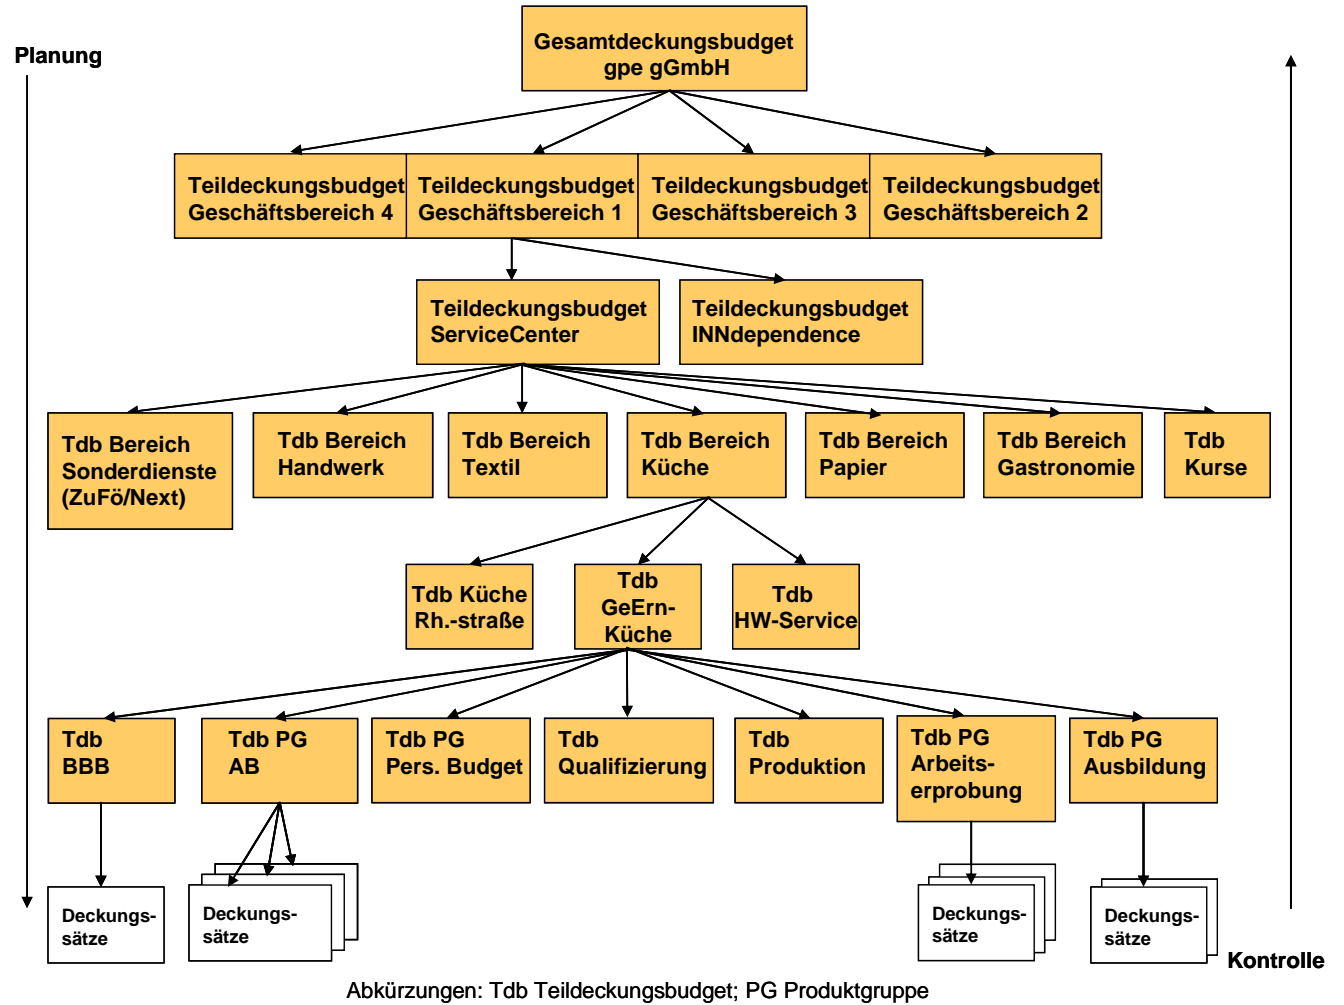 Planung
Gesamtdeckungsbudget
gpe gGmbH
Teildeckungsbudget
Geschäftsbereich 4
Teildeckungsbudget
Geschäftsbereich 1
Teildeckungsbudget
Geschäftsbereich 3
Teildeckungsbudget
Geschäftsbereich 2
Teildeckungsbudget
ServiceCenter
Teildeckungsbudget
INNdependence
Tdb Bereich
Sonderdienste
(ZuFö/Next)
Tdb Bereich
Handwerk
Tdb Bereich
Textil
Tdb Bereich
Küche
Tdb Bereich
Papier
Tdb Bereich
Gastronomie
Tdb
Kurse
Tdb Küche
Rh.-straße
Tdb
GeErn-
Küche
Tdb
HW-Service
Tdb
BBB
Tdb PG
AB
Tdb PG
Pers. Budget
Tdb
Qualifizierung
Tdb
Produktion
Tdb PG
Arbeits-
erprobung
Tdb PG
Ausbildung
Deckungs-
sätze
Deckungs-
sätze
Deckungs-
sätze
Deckungs-
sätze
Kontrolle
Abkürzungen: Tdb Teildeckungsbudget; PG Produktgruppe